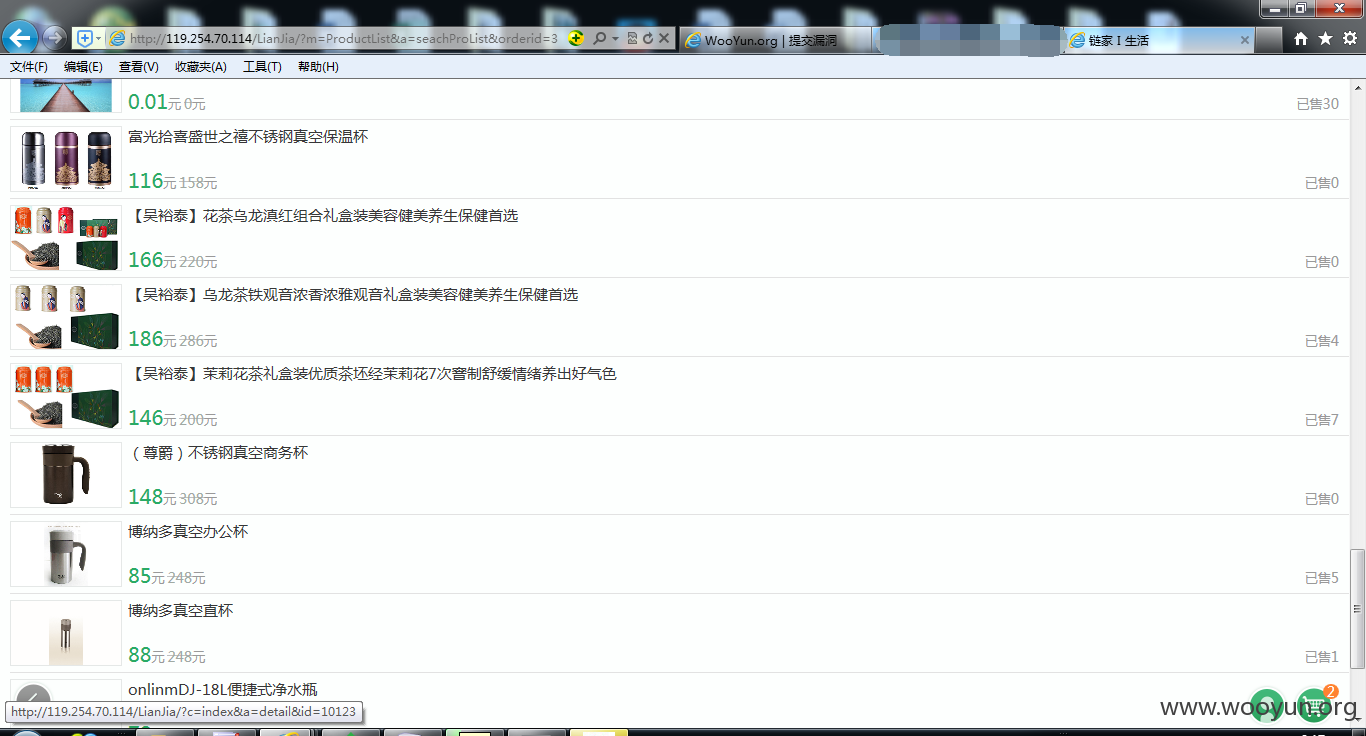 http://119.254.70.114/LianJia/?m=ProductList&a=seachProList&orderid=3
WooYun.org | 提交漏洞
链家 I 生活
文件(F) 编辑(E) 查看(V) 收藏夹(A) 工具(T) 帮助(H)
0.01元 0元 已售30
富光拾喜盛世之禧不锈钢真空保温杯
116元 158元 已售0
【吴裕泰】花茶乌龙滇红组合礼盒装美容健美养生保健首选
166元 220元 已售0
【吴裕泰】乌龙茶铁观音浓香浓雅观音礼盒装美容健美养生保健首选
186元 286元 已售4
【吴裕泰】茉莉花茶礼盒装优质茶坯经茉莉花7次窨制舒缓情绪养出好气色
146元 200元 已售7
（尊爵）不锈钢真空商务杯
148元 308元 已售0
博纳多真空办公杯
85元 248元 已售5
博纳多真空直杯
88元 248元 已售1
onlinmDJ-18L便捷式净水瓶
2
http://119.254.70.114/LianJia/?c=index&a=detail&id=10123
www.wooyun.org